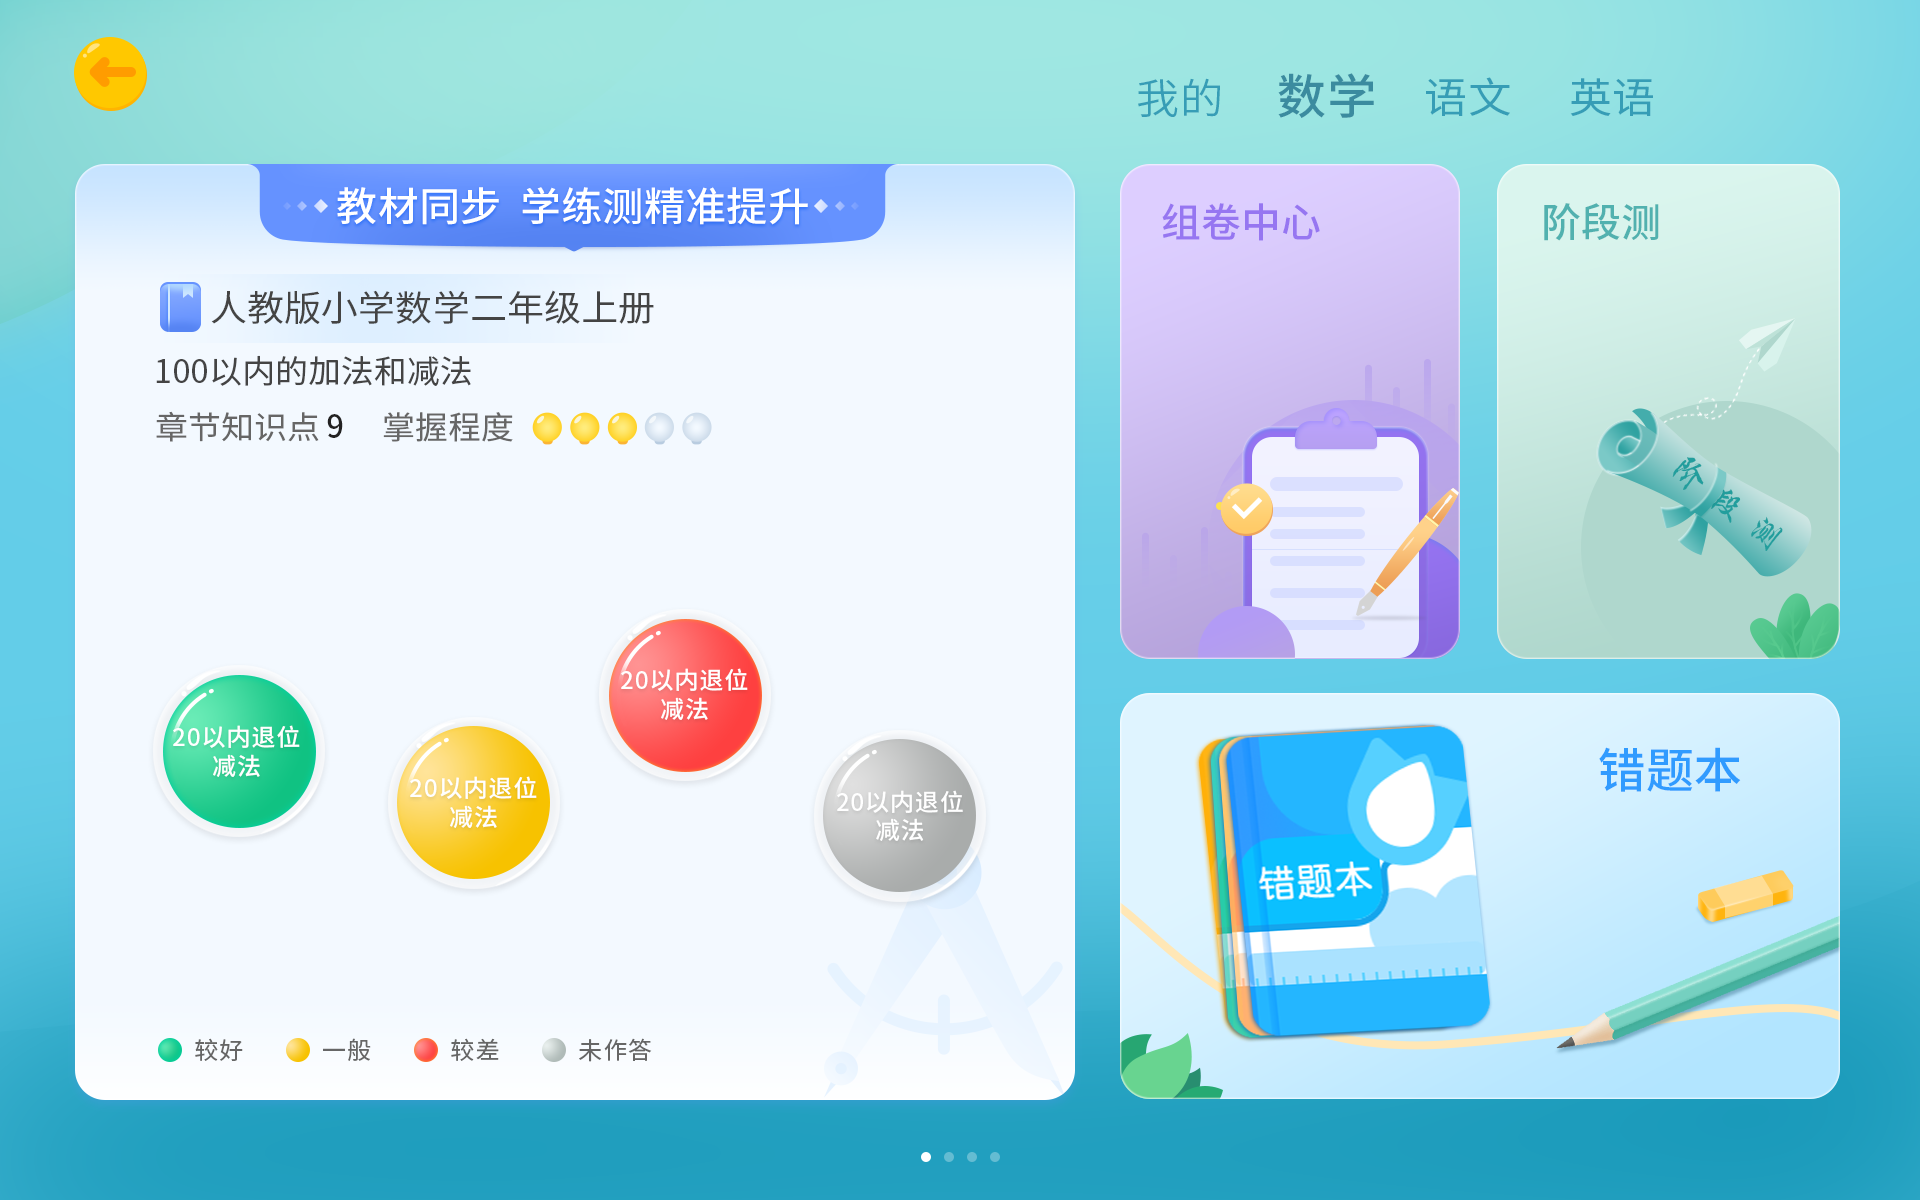 我的 数学 语文 英语
教材同步 学练测精准提升
人教版小学数学二年级上册
100以内的加法和减法
章节知识点 9 掌握程度
20以内退位
减法
20以内退位
减法
20以内退位
减法
20以内退位
减法
较好 一般 较差 未作答
组卷中心
阶段测
阶段测
错题本
错题本